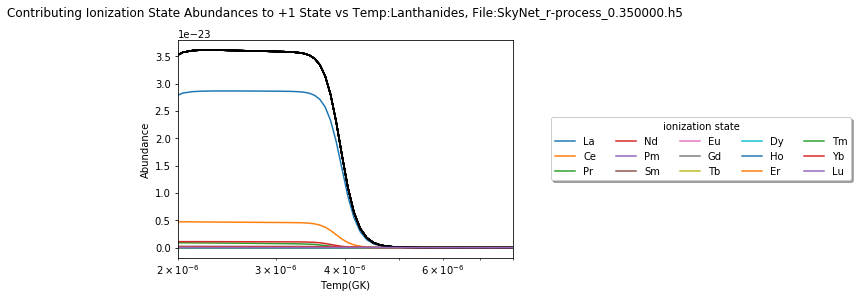 Contributing Ionization State Abundances to +1 State vs Temp:Lanthanides, File:SkyNet_r-process_0.350000.h5
1e−23
3.5
3.0
2.5
2.0
1.5
1.0
0.5
0.0
Abundance
2 × 10⁻⁶ 3 × 10⁻⁶ 4 × 10⁻⁶ 6 × 10⁻⁶
Temp(GK)
ionization state
La Nd Eu Dy Tm
Ce Pm Gd Ho Yb
Pr Sm Tb Er Lu